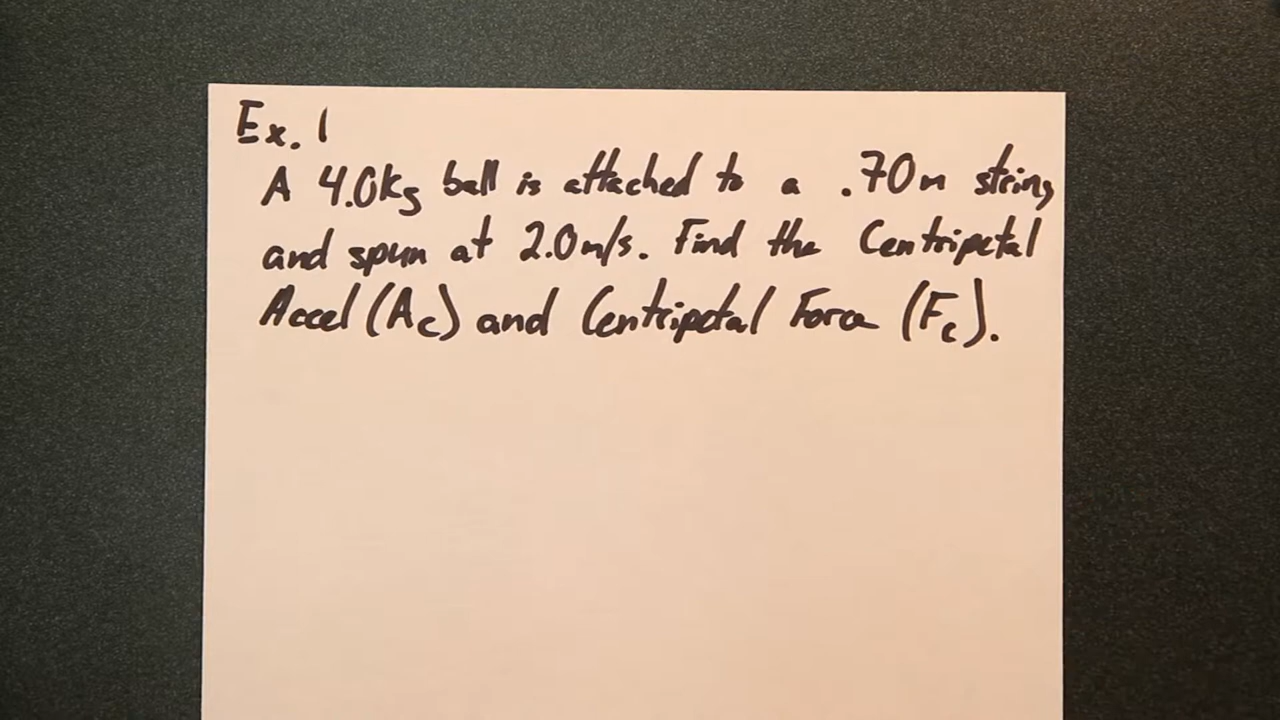 Ex. 1
A 4.0kg ball is attached to a .70m string
and spun at 2.0m/s. Find the Centripetal
Accel (Ac) and Centripetal Force (Fc).